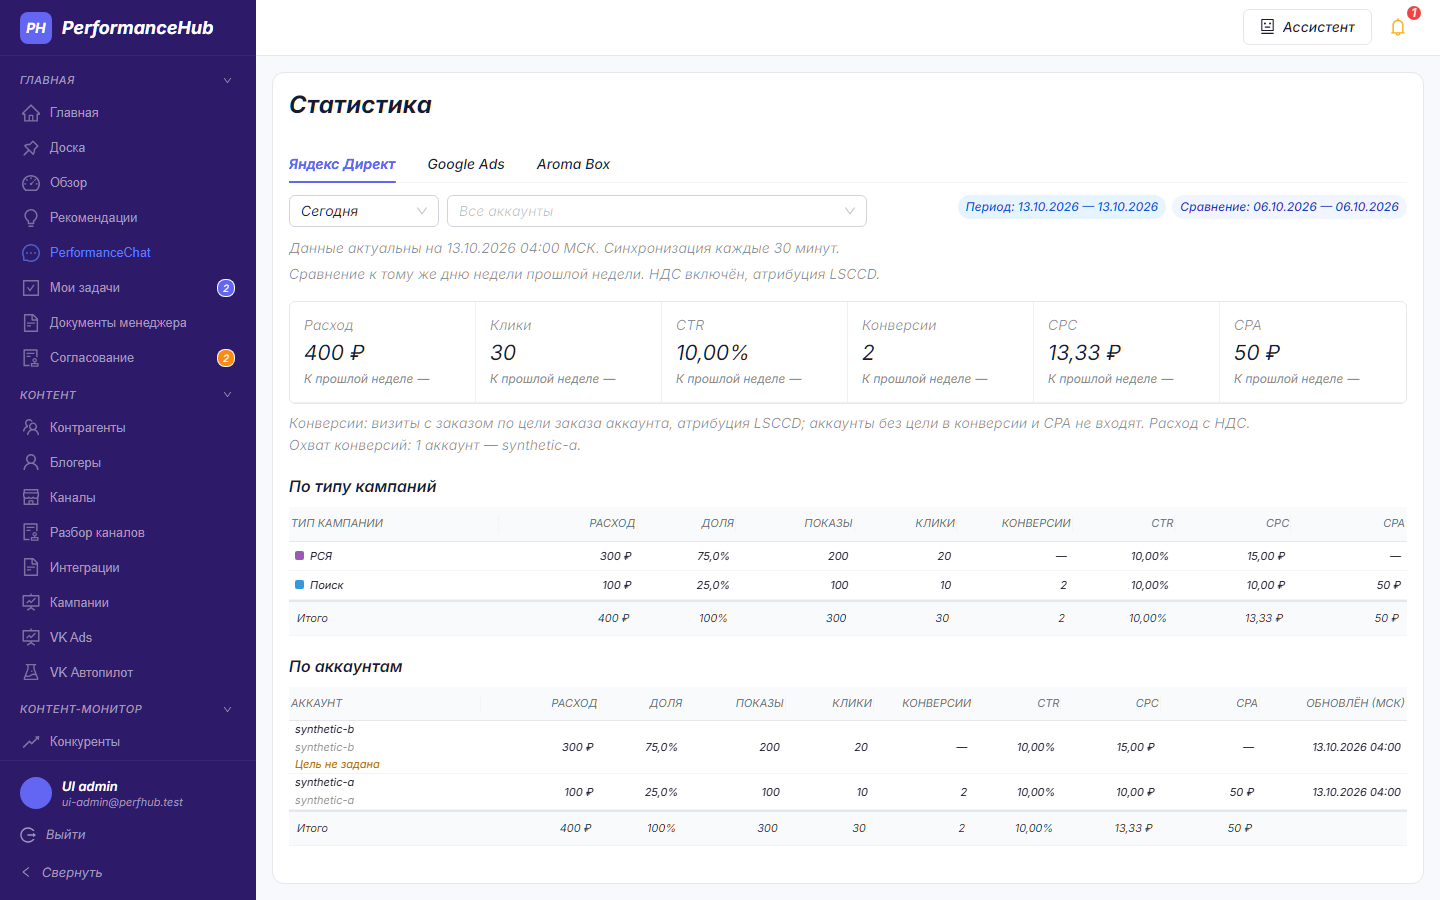 PH PerformanceHub
ГЛАВНАЯ
Главная
Доска
Обзор
Рекомендации
PerformanceChat
Мои задачи 2
Документы менеджера
Согласование 2
КОНТЕНТ
Контрагенты
Блогеры
Каналы
Разбор каналов
Интеграции
Кампании
VK Ads
VK Автопилот
КОНТЕНТ-МОНИТОР
Конкуренты
UI admin
ui-admin@perfhub.test
Выйти
Свернуть
Ассистент 1
Статистика
Яндекс Директ Google Ads Aroma Box
Сегодня Все аккаунты Период: 13.10.2026 — 13.10.2026 Сравнение: 06.10.2026 — 06.10.2026
Данные актуальны на 13.10.2026 04:00 МСК. Синхронизация каждые 30 минут.
Сравнение к тому же дню недели прошлой недели. НДС включён, атрибуция LSCCD.
Расход Клики CTR Конверсии CPC CPA
400 ₽ 30 10,00% 2 13,33 ₽ 50 ₽
К прошлой неделе — К прошлой неделе — К прошлой неделе — К прошлой неделе — К прошлой неделе — К прошлой неделе —
Конверсии: визиты с заказом по цели заказа аккаунта, атрибуция LSCCD; аккаунты без цели в конверсии и CPA не входят. Расход с НДС.
Охват конверсий: 1 аккаунт — synthetic-a.
По типу кампаний
ТИП КАМПАНИИ РАСХОД ДОЛЯ ПОКАЗЫ КЛИКИ КОНВЕРСИИ CTR CPC CPA
РСЯ 300 ₽ 75,0% 200 20 — 10,00% 15,00 ₽ —
Поиск 100 ₽ 25,0% 100 10 2 10,00% 10,00 ₽ 50 ₽
Итого 400 ₽ 100% 300 30 2 10,00% 13,33 ₽ 50 ₽
По аккаунтам
АККАУНТ РАСХОД ДОЛЯ ПОКАЗЫ КЛИКИ КОНВЕРСИИ CTR CPC CPA ОБНОВЛЁН (МСК)
synthetic-b
synthetic-b 300 ₽ 75,0% 200 20 — 10,00% 15,00 ₽ — 13.10.2026 04:00
Цель не задана
synthetic-a
synthetic-a 100 ₽ 25,0% 100 10 2 10,00% 10,00 ₽ 50 ₽ 13.10.2026 04:00
Итого 400 ₽ 100% 300 30 2 10,00% 13,33 ₽ 50 ₽